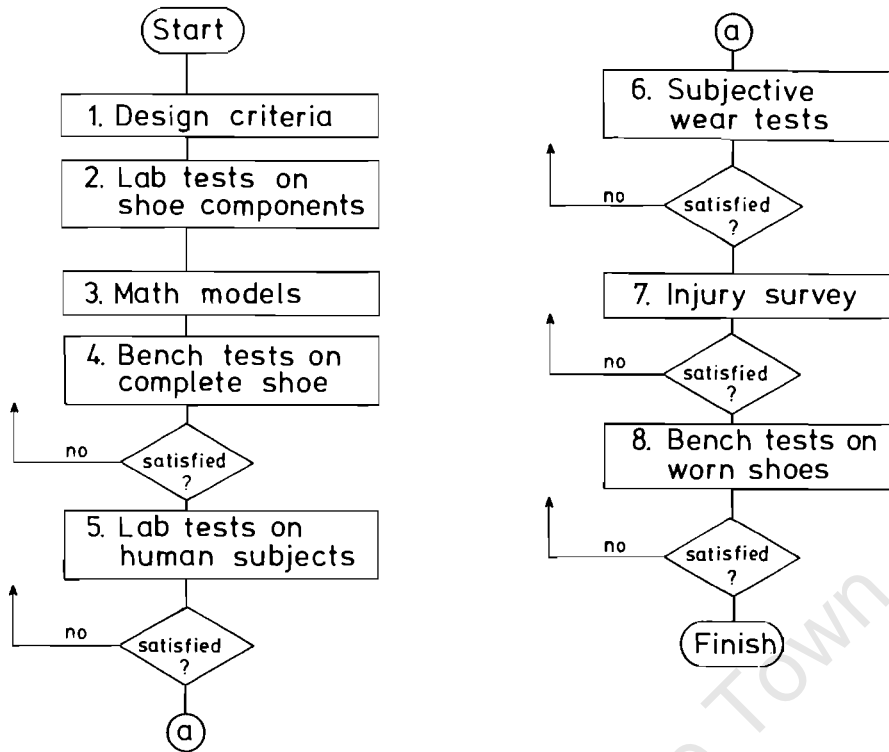 Start
1. Design criteria
2. Lab tests on
shoe components
3. Math models
4. Bench tests on
complete shoe
no
satisfied
?
5. Lab tests on
human subjects
no
satisfied
?
a
a
6. Subjective
wear tests
no
satisfied
?
7. Injury survey
no
satisfied
?
8. Bench tests on
worn shoes
no
satisfied
?
Finish
Town